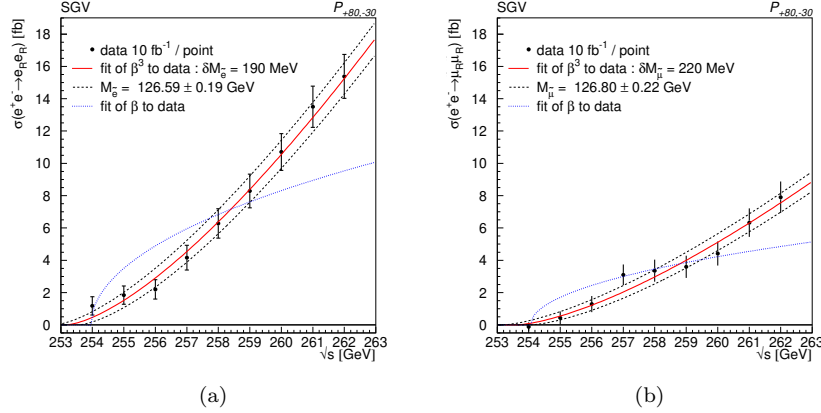 SGV
P+80,-30
σ(e+e-→e͂Re͂R) [fb]
data 10 fb-1 / point
fit of β3 to data : δMe͂ = 190 MeV
Me͂ = 126.59 ± 0.19 GeV
fit of β to data
18
16
14
12
10
8
6
4
2
0
253 254 255 256 257 258 259 260 261 262 263
√s [GeV]
(a)
SGV
P+80,-30
σ(e+e-→μ͂Rμ͂R) [fb]
data 10 fb-1 / point
fit of β3 to data : δMμ͂ = 220 MeV
Mμ͂ = 126.80 ± 0.22 GeV
fit of β to data
18
16
14
12
10
8
6
4
2
0
253 254 255 256 257 258 259 260 261 262 263
√s [GeV]
(b)